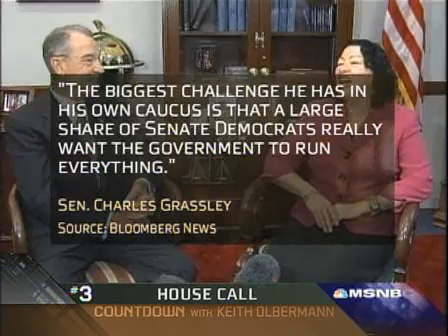 "The biggest challenge he has in
his own caucus is that a large
share of Senate Democrats really
want the government to run
everything."
Sen. Charles Grassley
Source: Bloomberg News
#3
HOUSE CALL
MSNBC
COUNTDOWN WITH KEITH OLBERMANN